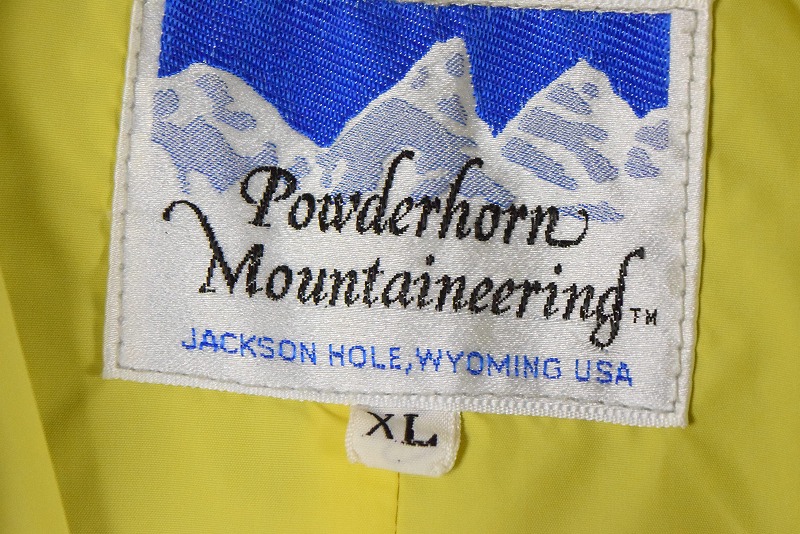 Powderhorn
Mountaineering™
JACKSON HOLE, WYOMING USA
XL